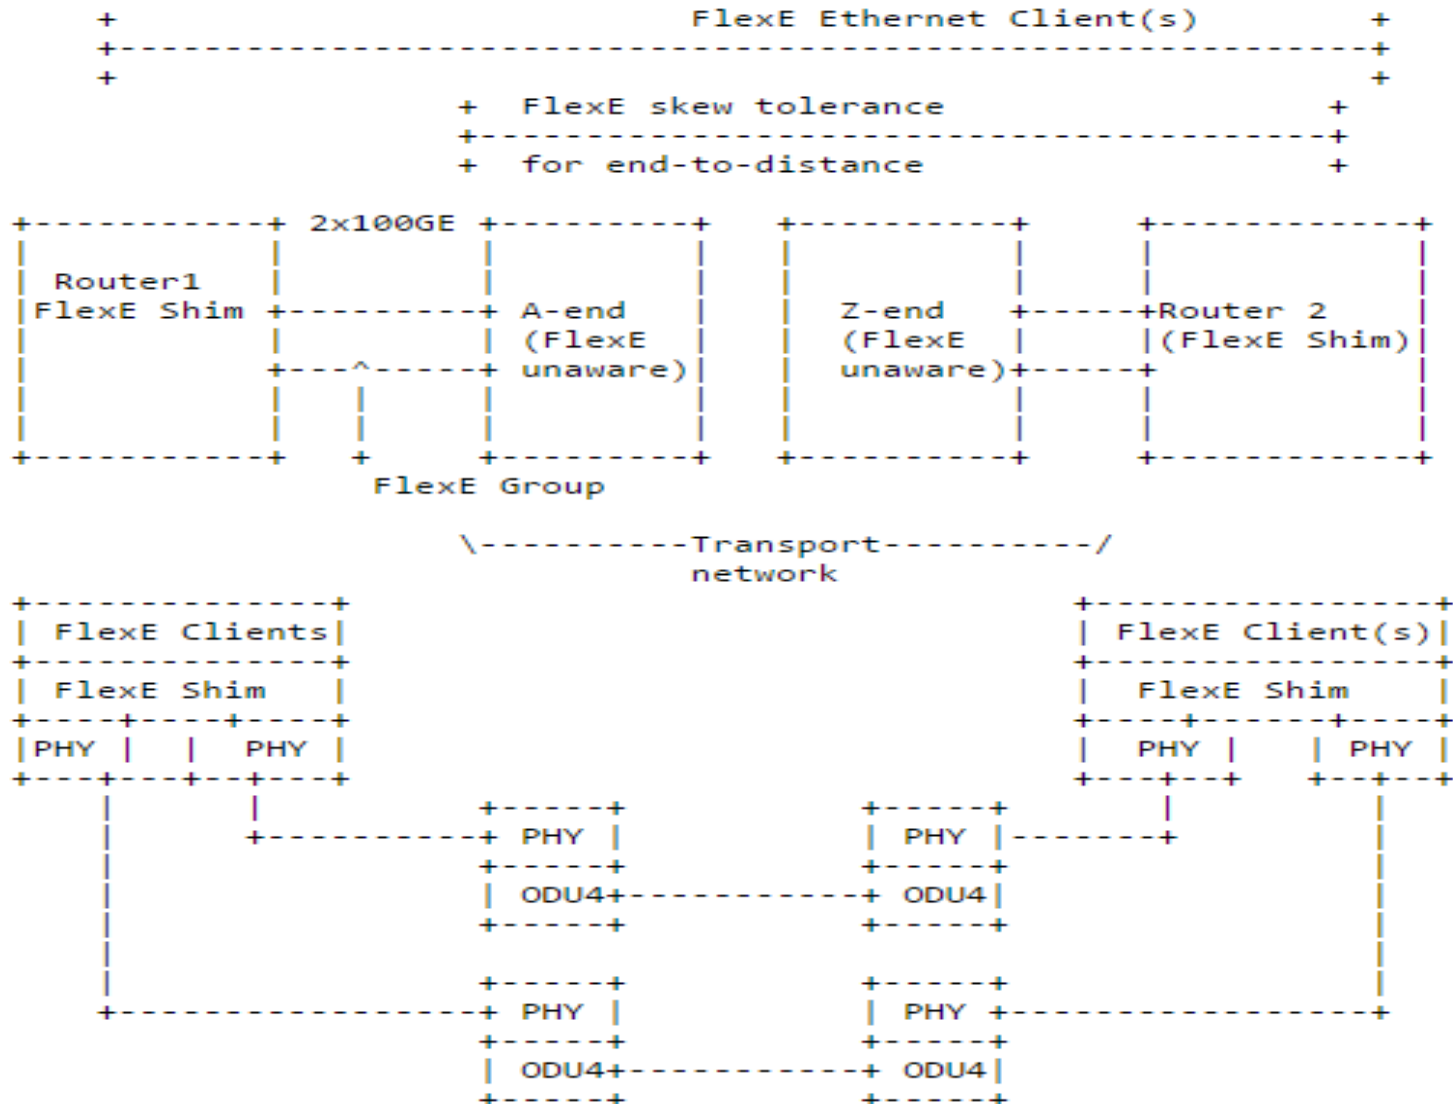 FlexE Ethernet Client(s)
FlexE skew tolerance
for end-to-distance
2x100GE
Router1
FlexE Shim A-end Z-end Router 2
(FlexE (FlexE (FlexE Shim)
unaware) unaware)
FlexE Group
Transport
network
FlexE Clients FlexE Client(s)
FlexE Shim FlexE Shim
PHY PHY PHY PHY
PHY PHY
ODU4 ODU4
PHY PHY
ODU4 ODU4